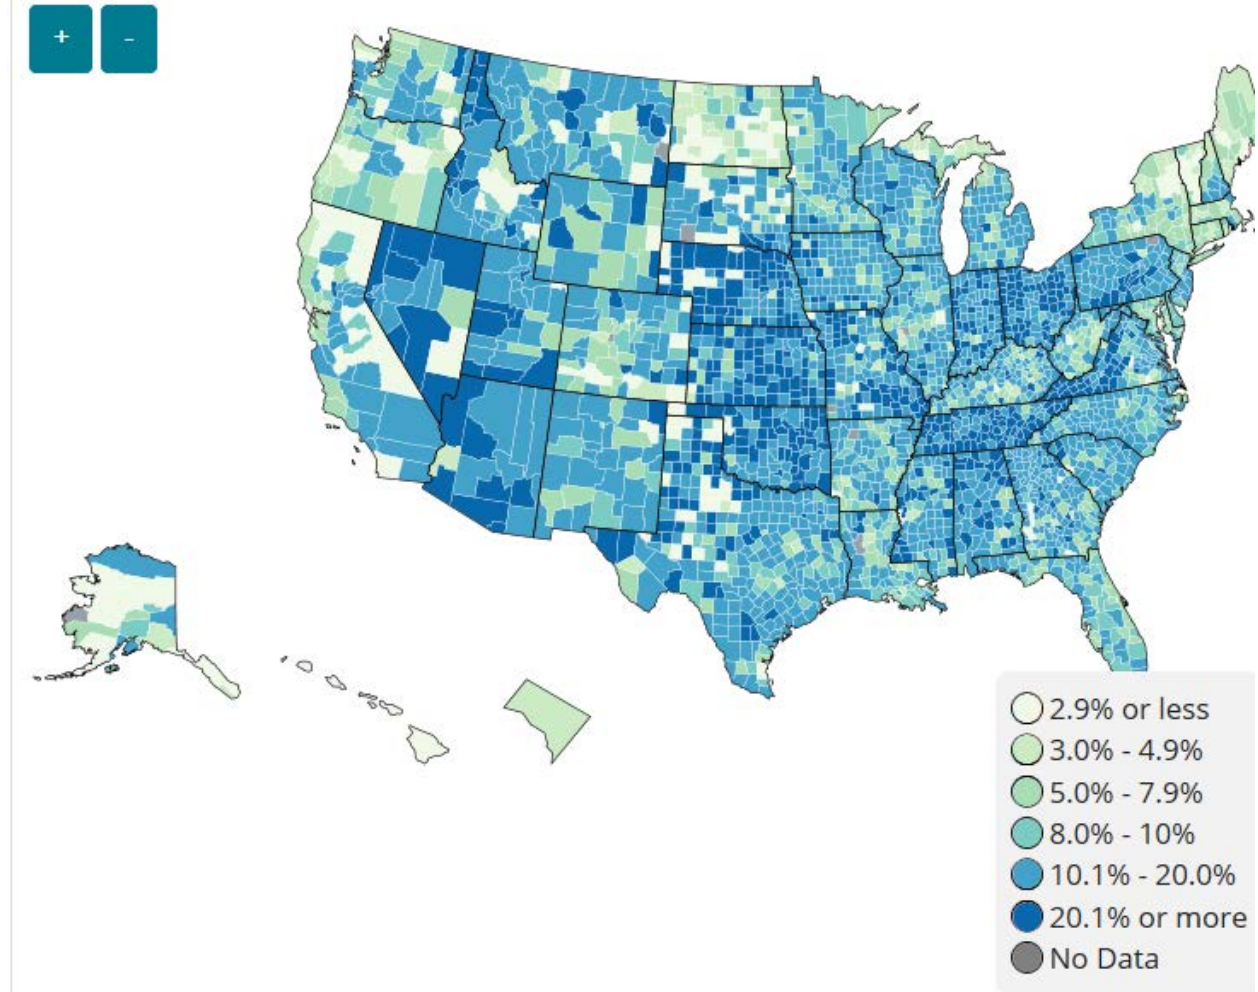 + -
2.9% or less
3.0% - 4.9%
5.0% - 7.9%
8.0% - 10%
10.1% - 20.0%
20.1% or more
No Data